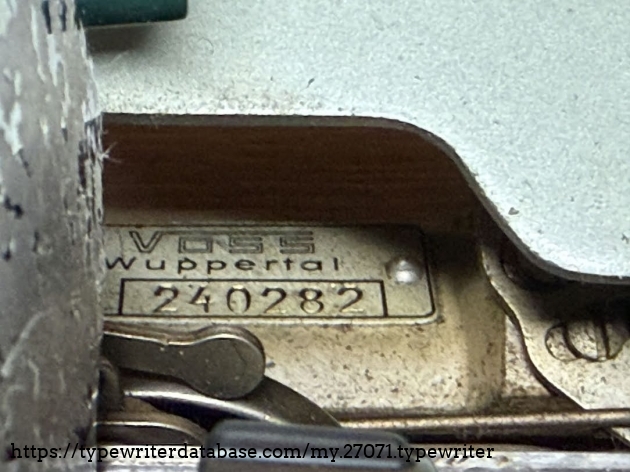 VOSS
Wuppertal
240282
https://typewriterdatabase.com/my.27071.typewriter